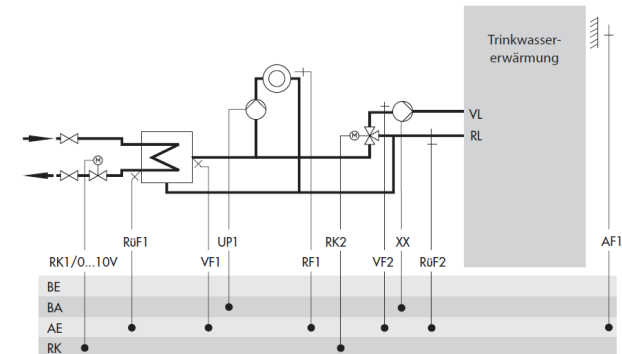 Trinkwasser-
erwärmung
M
VL
RL
M
RüF1 UP1 RK2 XX AF1
RK1/0...10V VF1 RF1 VF2 RüF2
BE
BA
AE
RK